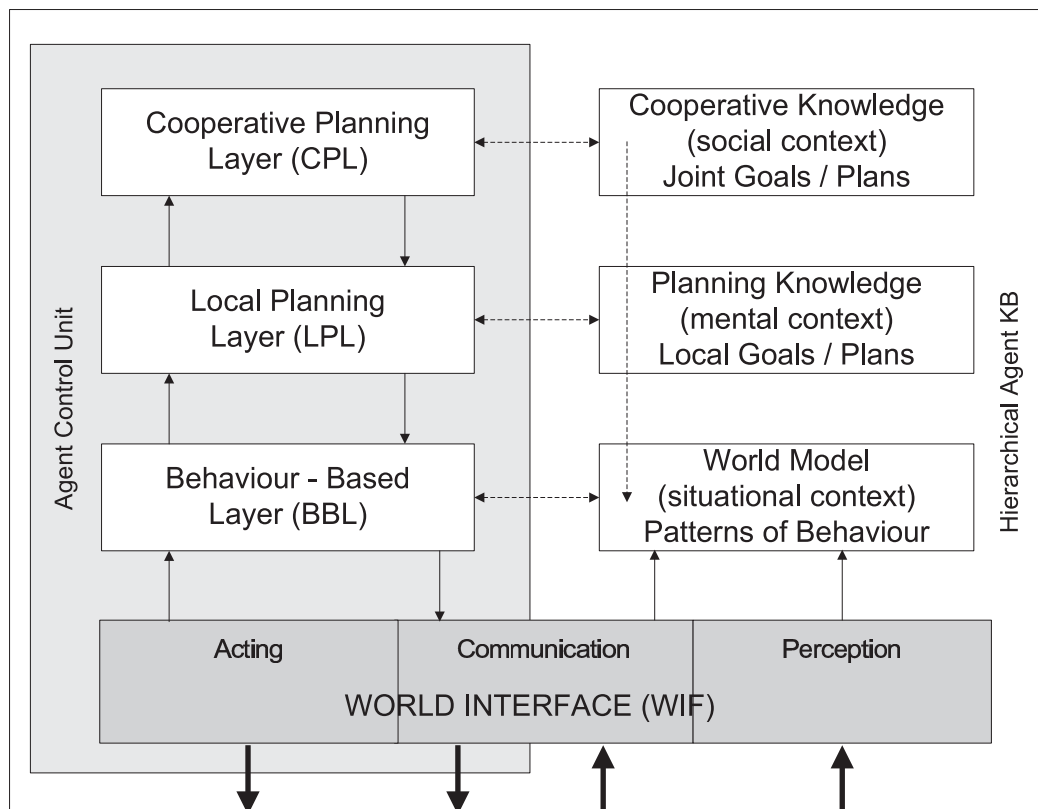 Cooperative Planning
Layer (CPL)
Cooperative Knowledge
(social context)
Joint Goals / Plans
Local Planning
Layer (LPL)
Planning Knowledge
(mental context)
Local Goals / Plans
Behaviour - Based
Layer (BBL)
World Model
(situational context)
Patterns of Behaviour
Agent Control Unit
Hierarchical Agent KB
Acting
Communication
Perception
WORLD INTERFACE (WIF)